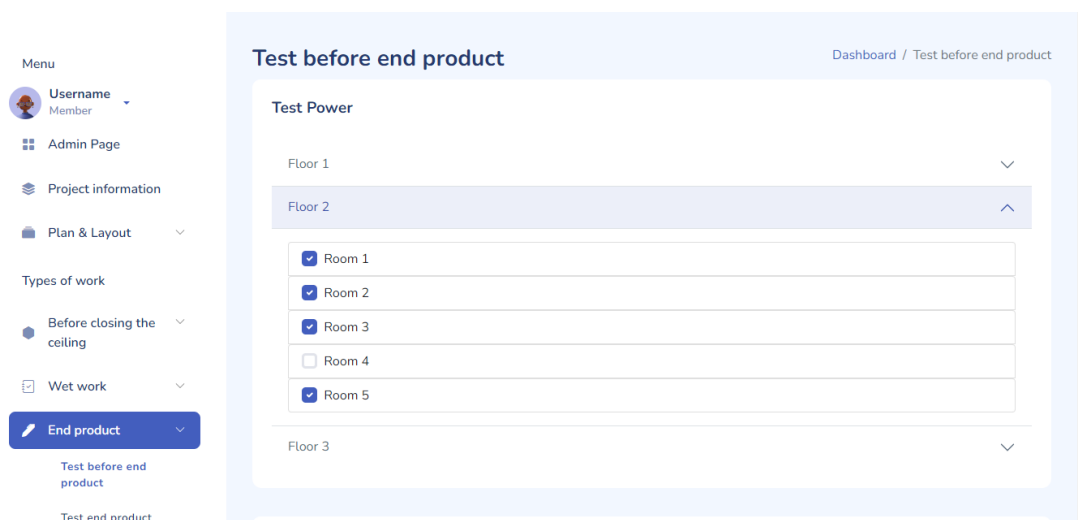 Menu
Username
Member
Admin Page
Project information
Plan & Layout
Types of work
Before closing the
ceiling
Wet work
End product
Test before end
product
Test end product
Test before end product
Dashboard / Test before end product
Test Power
Floor 1
Floor 2
Room 1
Room 2
Room 3
Room 4
Room 5
Floor 3